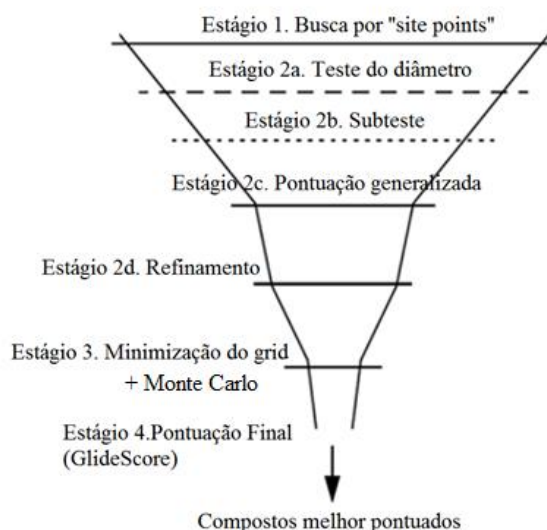 Estágio 1. Busca por "site points"
Estágio 2a. Teste do diâmetro
Estágio 2b. Subteste
Estágio 2c. Pontuação generalizada
Estágio 2d. Refinamento
Estágio 3. Minimização do grid
+ Monte Carlo
Estágio 4.Pontuação Final
(GlideScore)
Compostos melhor pontuados